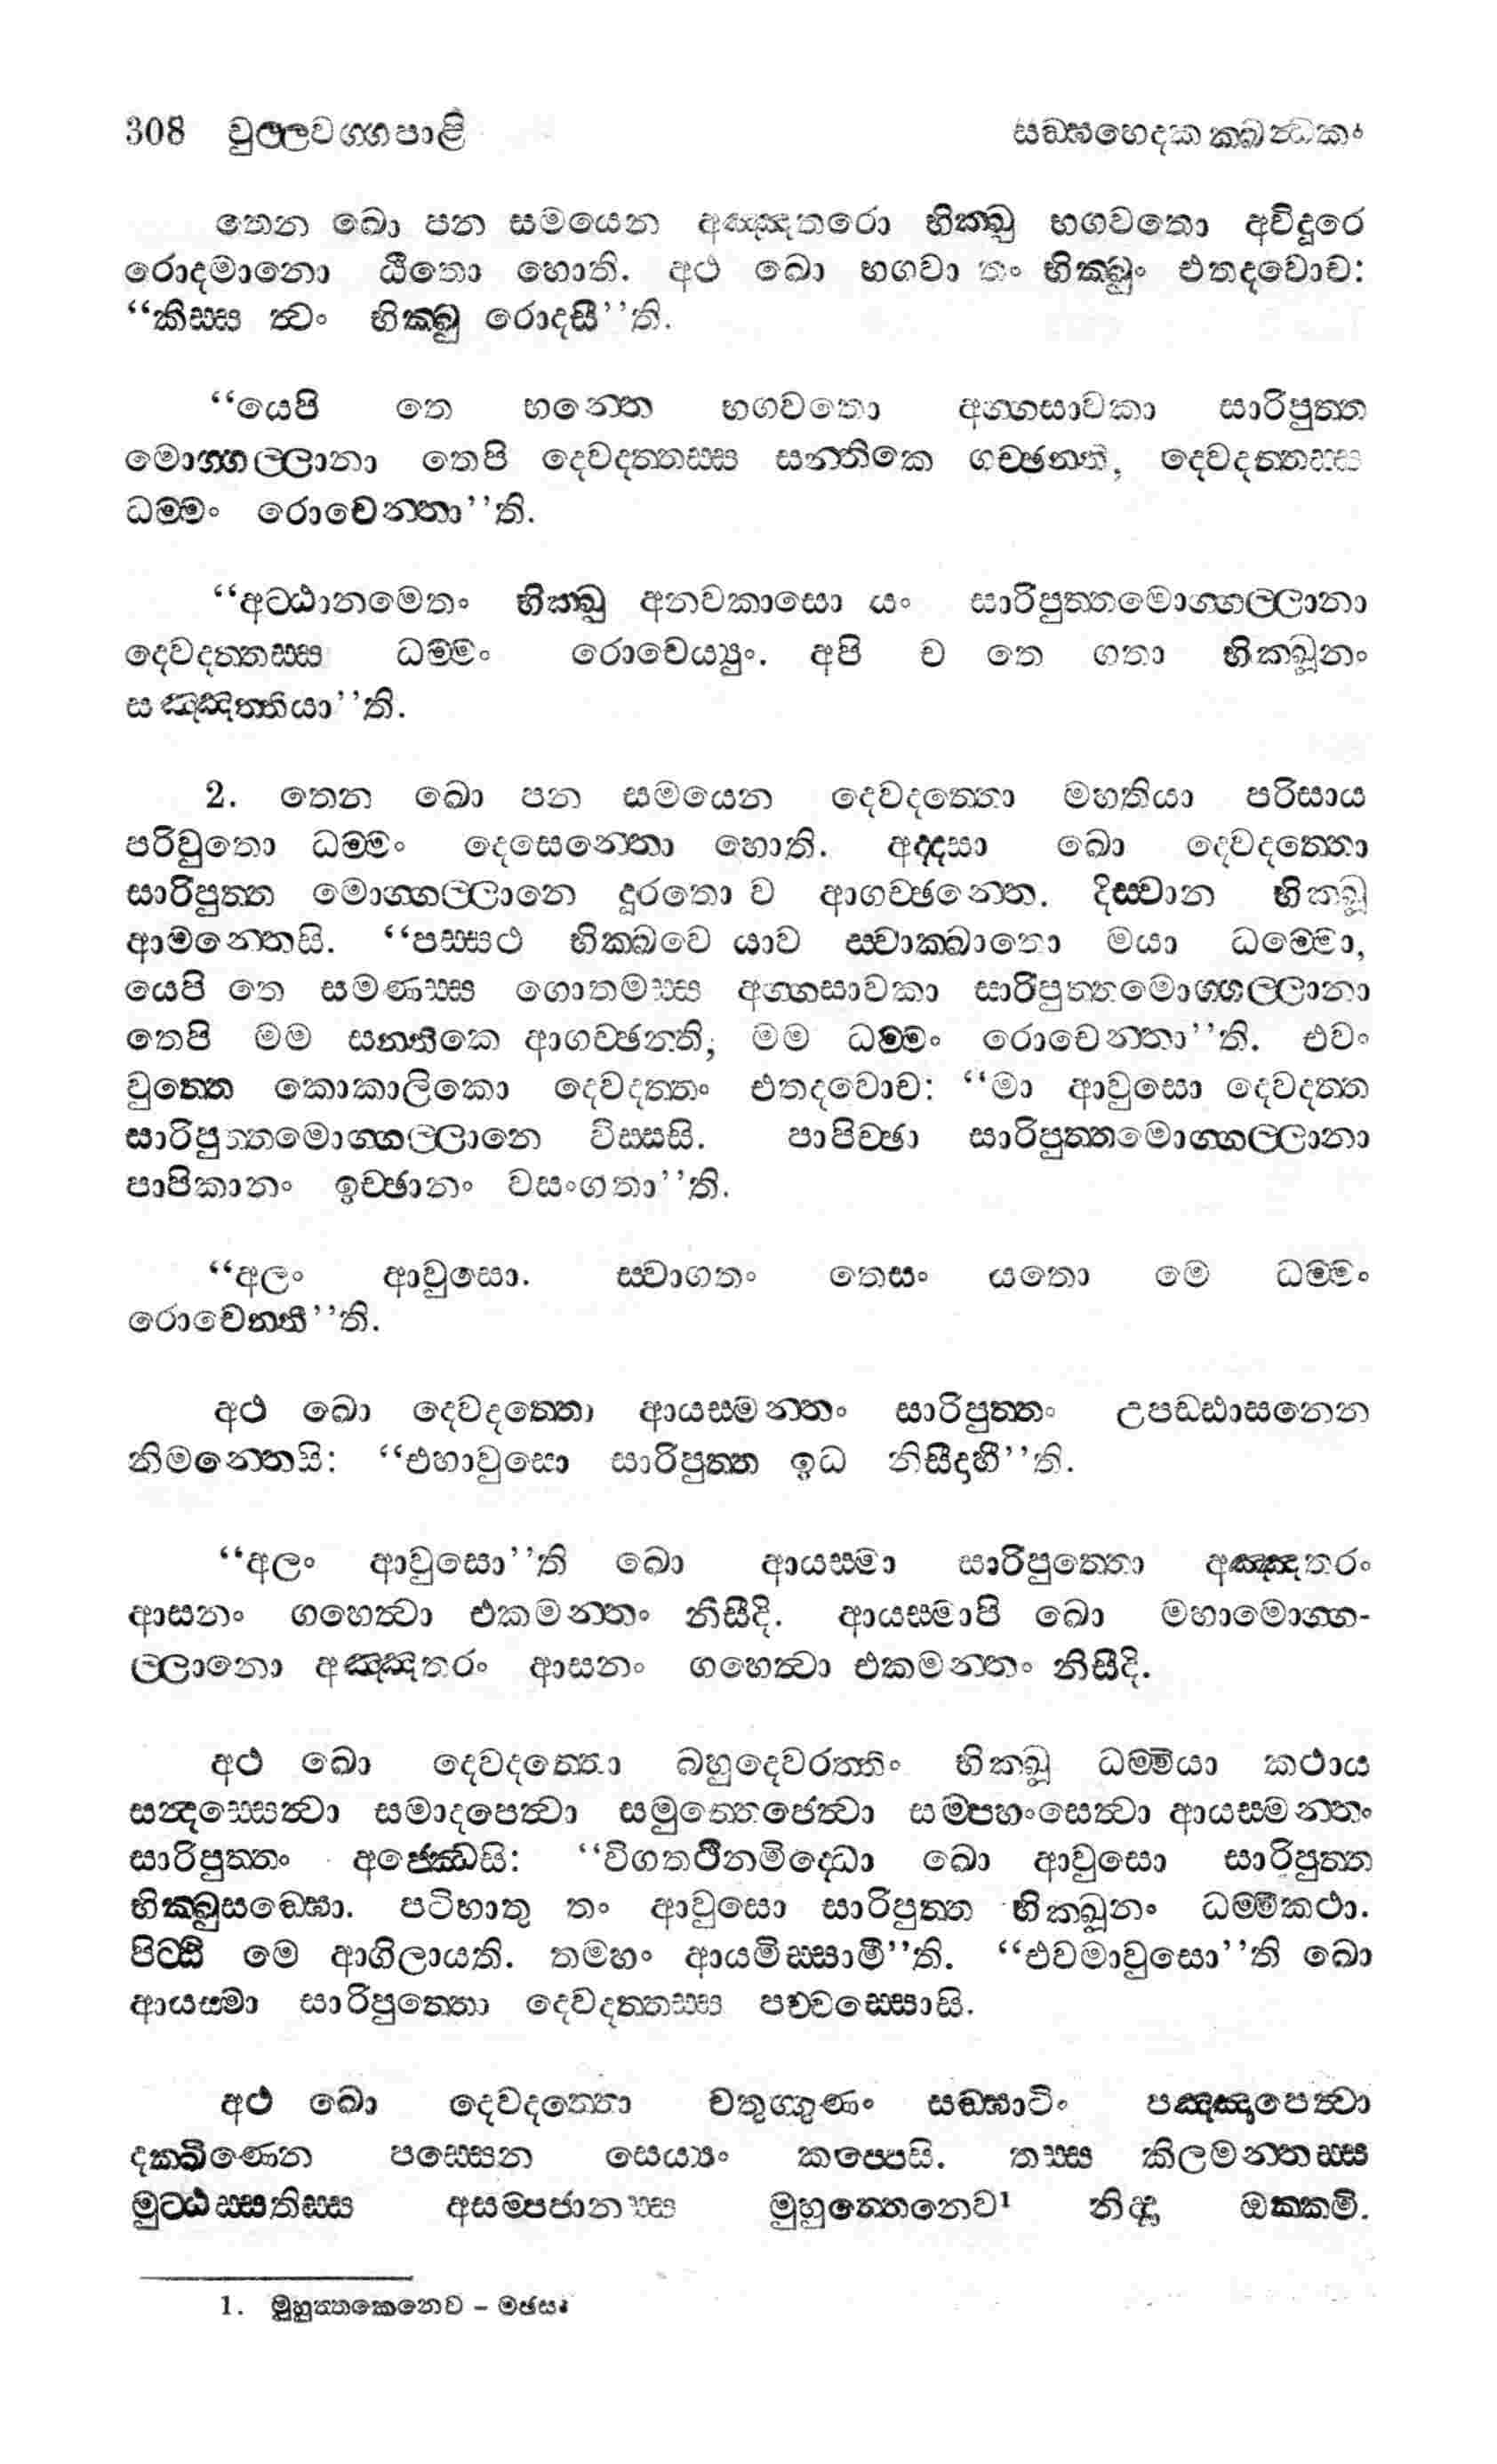 308 චුල්ලවග්ගපාළි සඞ්ඝභෙදකක්ඛන්ධකං
තෙන ඛො පන සමයෙන අඤ්ඤතරො භික්ඛු භගවතො අවිදූරෙ
රොදමානො ඨිතො හොති. අථ ඛො භගවා තං භික්ඛුං එතදවොච:
“කිස්ස ත්වං භික්ඛු රොදසී”ති.
“යෙපි තෙ භන්තෙ භගවතො අග්ගසාවකා සාරිපුත්ත
මොග්ගල්ලානා තෙපි දෙවදත්තස්ස සන්තිකෙ ගච්ඡන්ති, දෙවදත්තස්ස
ධම්මං රොචෙන්තා”ති.
“අට්ඨානමෙතං භික්ඛු අනවකාසො යං සාරිපුත්තමොග්ගල්ලානා
දෙවදත්තස්ස ධම්මං රොචෙය්‍යුං. අපි ච තෙ ගතා භික්ඛූනං
සඤ්ඤත්තියා”ති.
2. තෙන ඛො පන සමයෙන දෙවදත්තො මහතියා පරිසාය
පරිවුතො ධම්මං දෙසෙන්තො හොති. අද්දසා ඛො දෙවදත්තො
සාරිපුත්ත මොග්ගල්ලානෙ දූරතො ව ආගච්ඡන්තෙ. දිස්වාන භික්ඛූ
ආමන්තෙසි. “පස්සථ භික්ඛවෙ යාව ස්වාක්ඛාතො මයා ධම්මො,
යෙපි තෙ සමණස්ස ගොතමස්ස අග්ගසාවකා සාරිපුත්තමොග්ගල්ලානා
තෙපි මම සන්තිකෙ ආගච්ඡන්ති, මම ධම්මං රොචෙන්තා”ති. එවං
වුත්තෙ කොකාලිකො දෙවදත්තං එතදවොච: “මා ආවුසො දෙවදත්ත
සාරිපුත්තමොග්ගල්ලානෙ විස්සසි. පාපිච්ඡා සාරිපුත්තමොග්ගල්ලානා
පාපිකානං ඉච්ඡානං වසංගතා”ති.
“අලං ආවුසො. ස්වාගතං තෙසං යතො මෙ ධම්මං
රොචෙන්තී”ති.
අථ ඛො දෙවදත්තො ආයස්මන්තං සාරිපුත්තං උපඩ්ඪාසනෙන
නිමන්තෙසි: “එහාවුසො සාරිපුත්ත ඉධ නිසීදාහී”ති.
“අලං ආවුසො”ති ඛො ආයස්මා සාරිපුත්තො අඤ්ඤතරං
ආසනං ගහෙත්වා එකමන්තං නිසීදි. ආයස්මාපි ඛො මහාමොග්ග-
ල්ලානො අඤ්ඤතරං ආසනං ගහෙත්වා එකමන්තං නිසීදි.
අථ ඛො දෙවදත්තො බහුදෙවරත්තිං භික්ඛූ ධම්මියා කථාය
සන්දස්සෙත්වා සමාදපෙත්වා සමුත්තෙජෙත්වා සම්පහංසෙත්වා ආයස්මන්තං
සාරිපුත්තං අජ්ඣෙසි: “විගතථීනමිද්ධො ඛො ආවුසො සාරිපුත්ත
භික්ඛුසඞ්ඝො. පටිභාතු තං ආවුසො සාරිපුත්ත භික්ඛූනං ධම්මීකථා.
පිට්ඨි මෙ ආගිලායති. තමහං ආයමිස්සාමී”ති. “එවමාවුසො”ති ඛො
ආයස්මා සාරිපුත්තො දෙවදත්තස්ස පච්චස්සොසි.
අථ ඛො දෙවදත්තො චතුග්ගුණං සඞ්ඝාටිං පඤ්ඤාපෙත්වා
දක්ඛිණෙන පස්සෙන සෙය්‍යං කප්පෙසි. තස්ස කිලමන්තස්ස
මුට්ඨස්සතිස්ස අසම්පජානස්ස මුහුත්තෙනෙව¹ නිද්දා ඔක්කමි.
1. මුහුත්තකෙනෙව – මඡසං